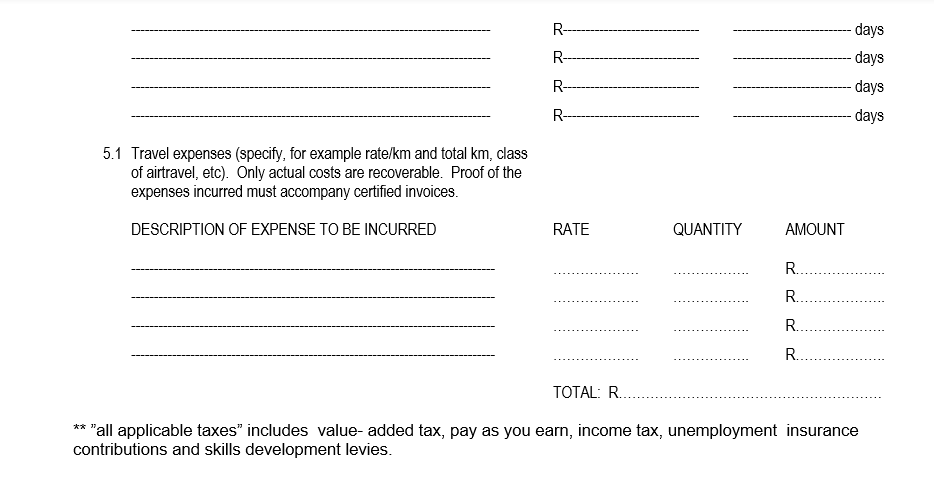 ------------------------------------------------------------------------------ R----------------------------- -------------------------- days
------------------------------------------------------------------------------ R----------------------------- -------------------------- days
------------------------------------------------------------------------------ R----------------------------- -------------------------- days
------------------------------------------------------------------------------ R----------------------------- -------------------------- days
5.1 Travel expenses (specify, for example rate/km and total km, class
of airtravel, etc). Only actual costs are recoverable. Proof of the
expenses incurred must accompany certified invoices.
DESCRIPTION OF EXPENSE TO BE INCURRED RATE QUANTITY AMOUNT
------------------------------------------------------------------------------- ..................... ................... R......................
------------------------------------------------------------------------------- ..................... ................... R......................
------------------------------------------------------------------------------- ..................... ................... R......................
------------------------------------------------------------------------------- ..................... ................... R......................
TOTAL: R.................................................................
** ”all applicable taxes” includes value- added tax, pay as you earn, income tax, unemployment insurance
contributions and skills development levies.